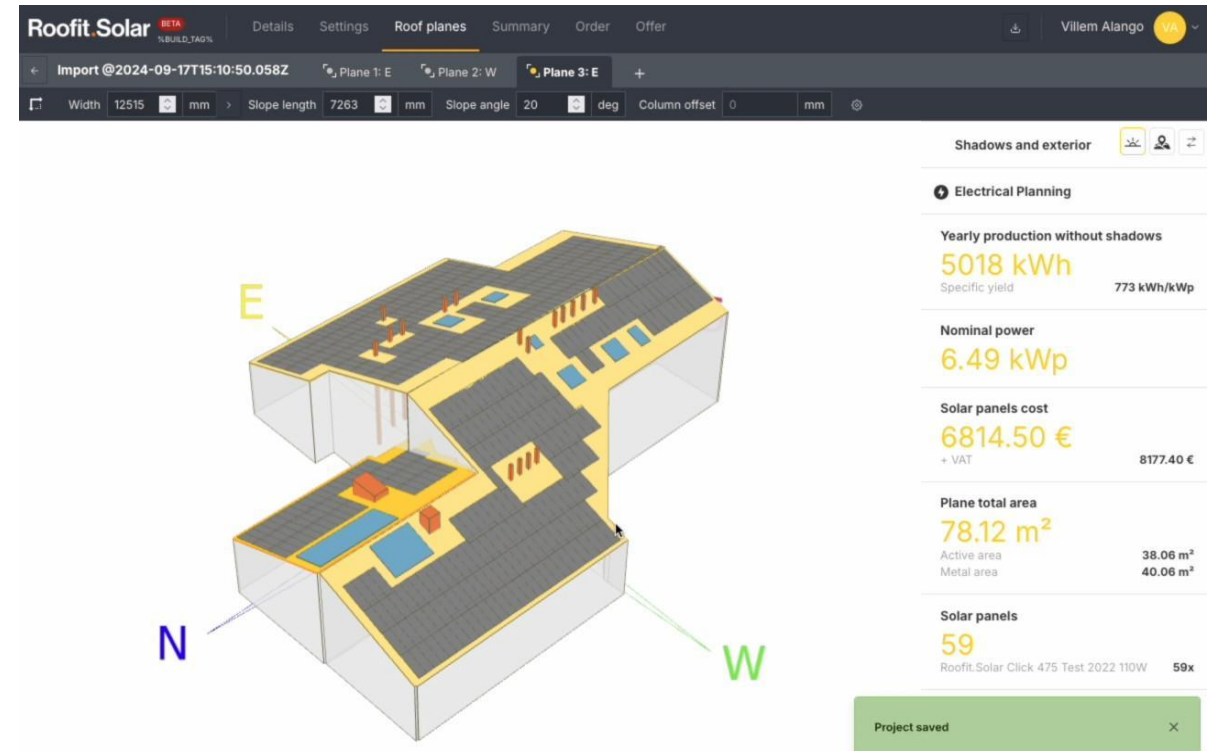 Roofit.Solar BETA %BUILD_TAG% Details Settings Roof planes Summary Order Offer Villem Alango VA
Import @2024-09-17T15:10:50.058Z Plane 1: E Plane 2: W Plane 3: E +
Width 12515 mm > Slope length 7263 mm Slope angle 20 deg Column offset 0 mm
Shadows and exterior
Electrical Planning
Yearly production without shadows
5018 kWh
Specific yield 773 kWh/kWp
Nominal power
6.49 kWp
Solar panels cost
6814.50 €
+ VAT 8177.40 €
Plane total area
78.12 m²
Active area 38.06 m²
Metal area 40.06 m²
Solar panels
59
Roofit.Solar Click 475 Test 2022 110W 59x
E
N
W
Project saved